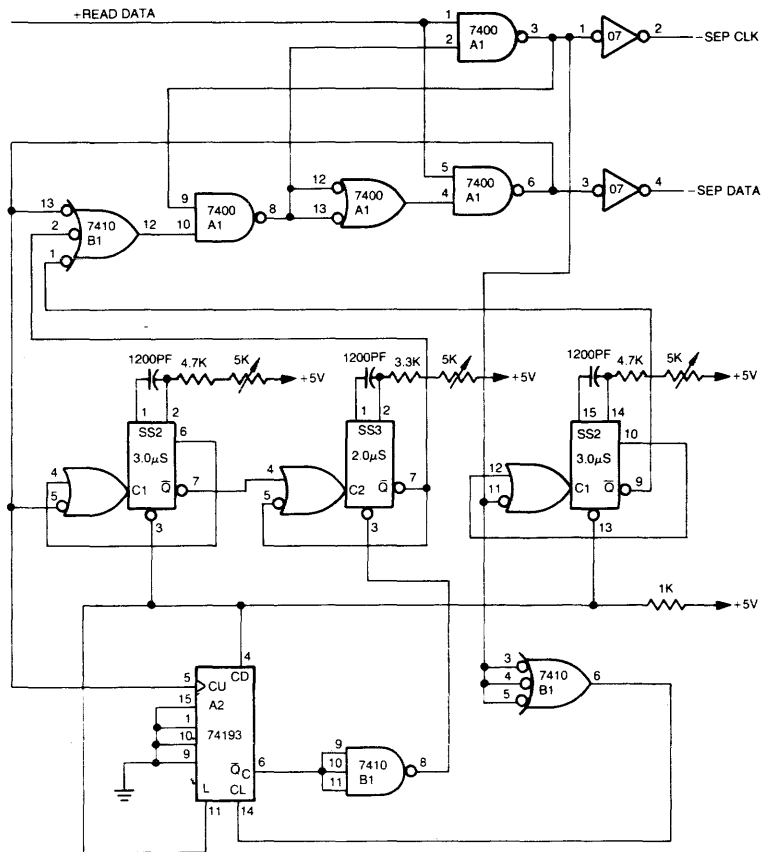 +READ DATA
1
2
7400
A1
3
1
07
2
–SEP CLK
13
2
1
7410
B1
12
9
10
7400
A1
8
12
13
7400
A1
5
4
7400
A1
6
3
07
4
–SEP DATA
1200PF
4.7K
5K
+5V
1 2
SS2
3.0µS
6
4
5
C1
Q̅
7
3
1200PF
3.3K
5K
+5V
1 2
SS3
2.0µS
4
5
C2
Q̅
7
3
1200PF
4.7K
5K
+5V
15 14
SS2
3.0µS
10
12
11
C1
Q̅
9
13
1K
+5V
4
CD
5
CU
15
A2
1
74193
10
9
Q̅C
6
L
CL
11
14
9
10
11
7410
B1
8
3
4
5
7410
B1
6